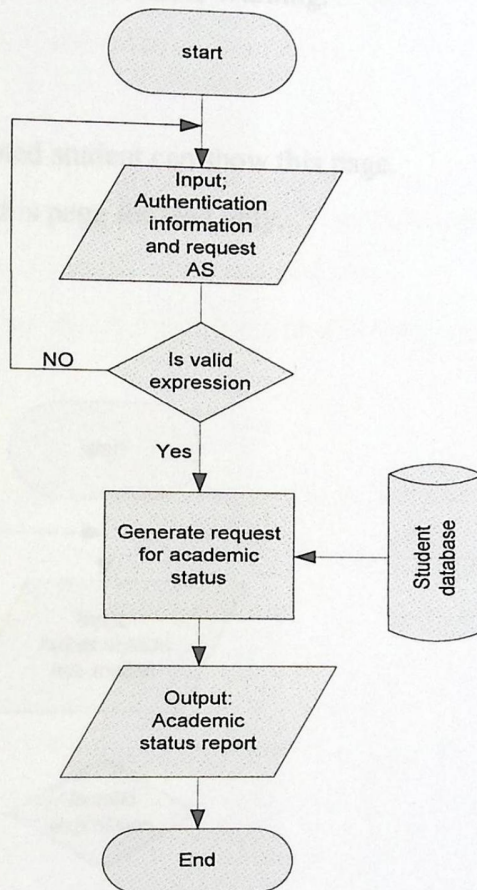 start
Input;
Authentication
information
and request
AS
NO
Is valid
expression
Yes
Generate request
for academic
status
Student
database
Output:
Academic
status report
End